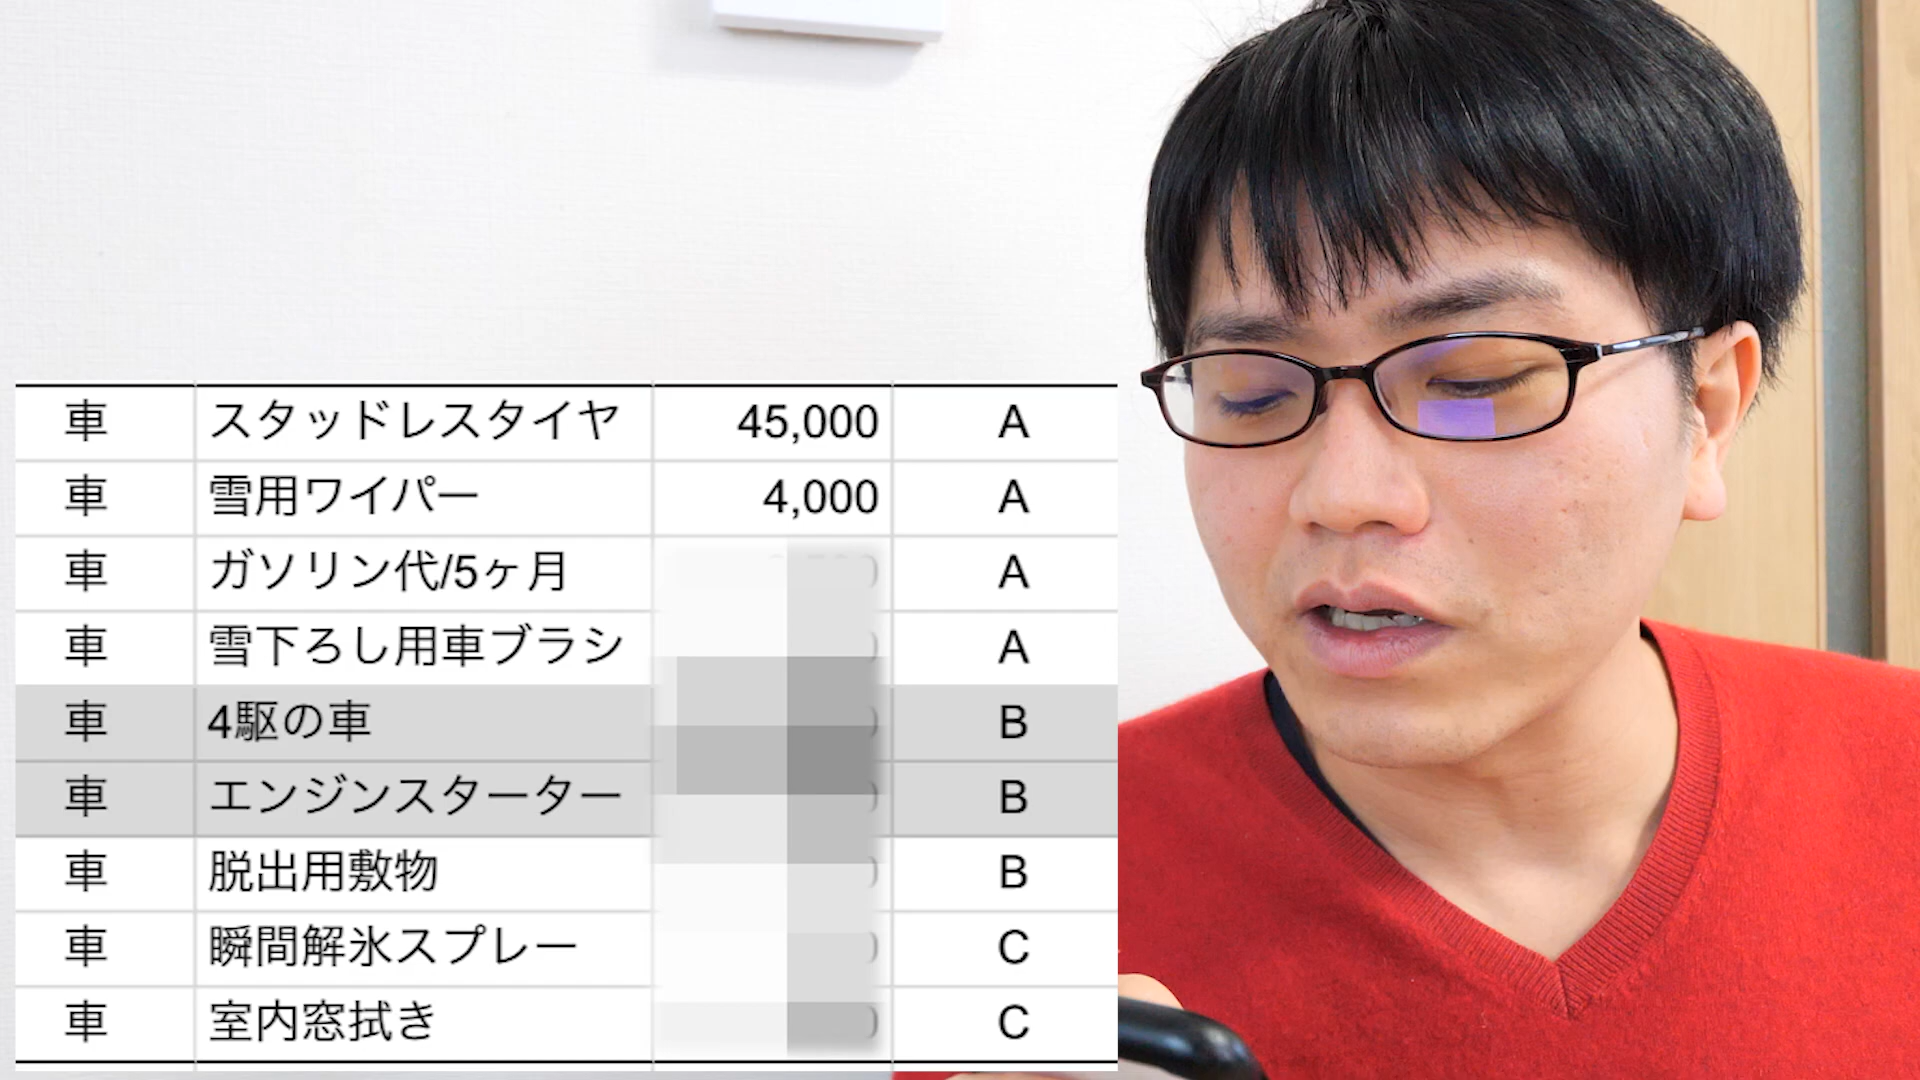 車 スタッドレスタイヤ 45,000 A
車 雪用ワイパー 4,000 A
車 ガソリン代/5ヶ月 A
車 雪下ろし用車ブラシ A
車 4駆の車 B
車 エンジンスターター B
車 脱出用敷物 B
車 瞬間解氷スプレー C
車 室内窓拭き C